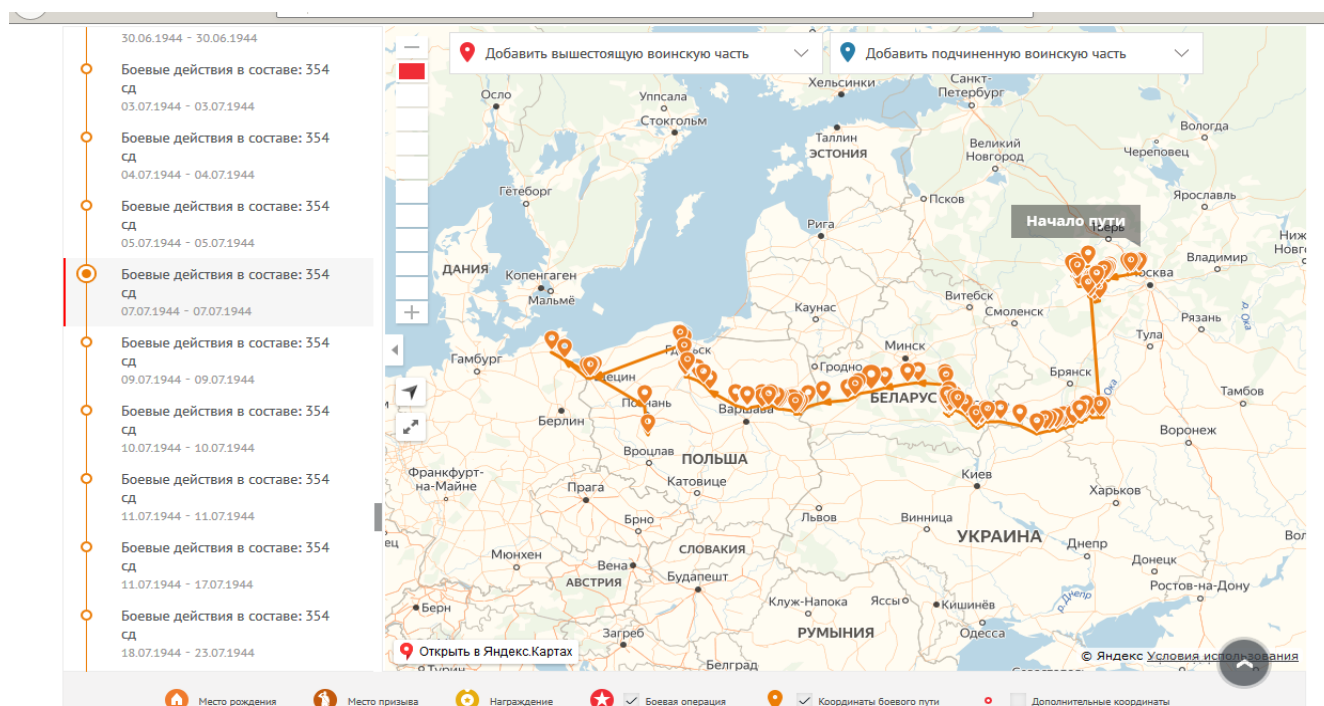 30.06.1944 - 30.06.1944
Боевые действия в составе: 354
сд
03.07.1944 - 03.07.1944
Боевые действия в составе: 354
сд
04.07.1944 - 04.07.1944
Боевые действия в составе: 354
сд
05.07.1944 - 05.07.1944
Боевые действия в составе: 354
сд
07.07.1944 - 07.07.1944
Боевые действия в составе: 354
сд
09.07.1944 - 09.07.1944
Боевые действия в составе: 354
сд
10.07.1944 - 10.07.1944
Боевые действия в составе: 354
сд
11.07.1944 - 11.07.1944
Боевые действия в составе: 354
сд
11.07.1944 - 17.07.1944
Боевые действия в составе: 354
сд
18.07.1944 - 23.07.1944
Добавить вышестоящую воинскую часть
Добавить подчиненную воинскую часть
Хельсинки
Санкт-
Петербург
Осло
Уппсала
Стокгольм
Вологда
Таллин
ЭСТОНИЯ
Великий
Новгород
Череповец
Гётеборг
Псков
Ярославль
Рига
Начало пути
Тверь
Ниж
Новго
Владимир
ДАНИЯ
Копенгаген
Мальмё
сква
Каунас
Витебск
Смоленск
Рязань
р. Ока
Тула
Гамбург
Минск
Гродно
Брянск
Ока
ецин
БЕЛАРУС
Тамбов
Берлин
Варшава
Воронеж
Вроцлав
ПОЛЬША
Франкфурт-
на-Майне
Прага
Катовице
Киев
Харьков
Брно
Львов
Винница
УКРАИНА
Днепр
Вол
ец
Мюнхен
СЛОВАКИЯ
Вена
Донецк
АВСТРИЯ
Будапешт
Ростов-на-Дону
Берн
Клуж-Напока
Яссы
Кишинёв
р. Днепр
Загреб
РУМЫНИЯ
Одесса
Открыть в Яндекс.Картах
Белград
© Яндекс Условия использования
Место рождения
Место призыва
Награждение
Боевая операция
Координаты боевого пути
Дополнительные координаты